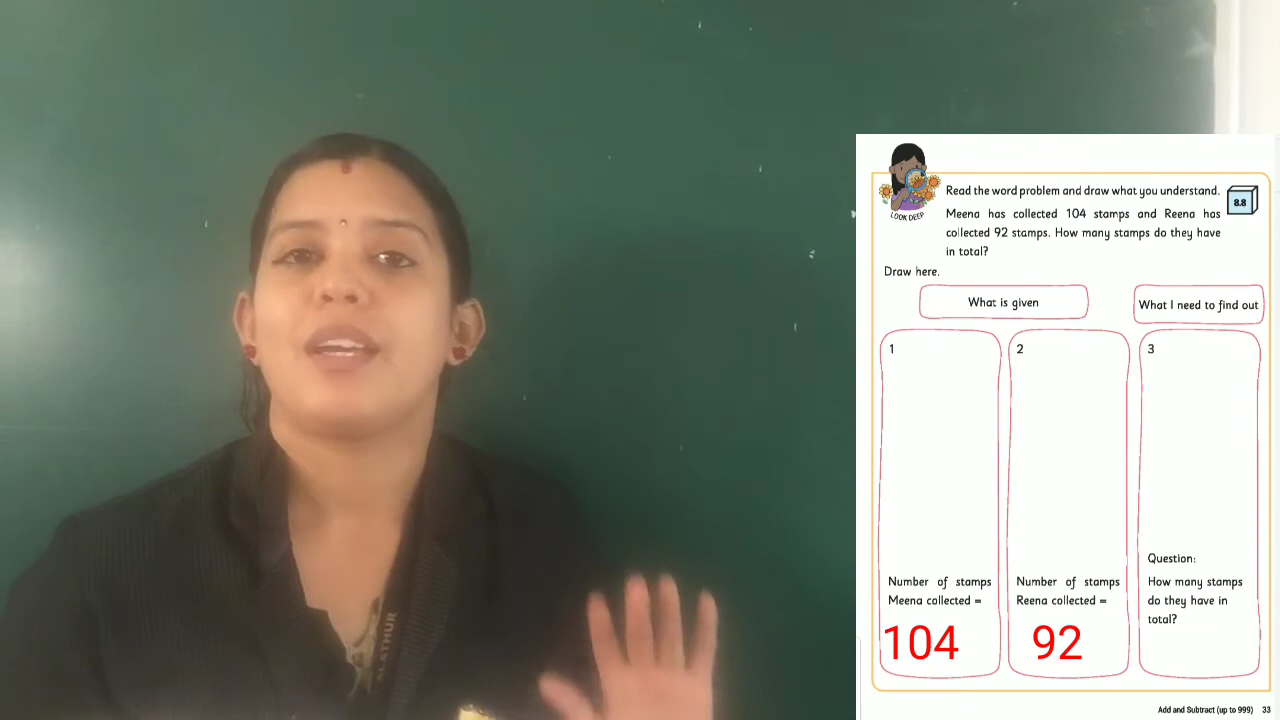 LOOK DEEP
Read the word problem and draw what you understand.
8.8
Meena has collected 104 stamps and Reena has
collected 92 stamps. How many stamps do they have
in total?
Draw here.
What is given
What I need to find out
1
2
3
Number of stamps
Meena collected =
104
Number of stamps
Reena collected =
92
Question:
How many stamps
do they have in
total?
ALATHUR
Add and Subtract (up to 999) 33